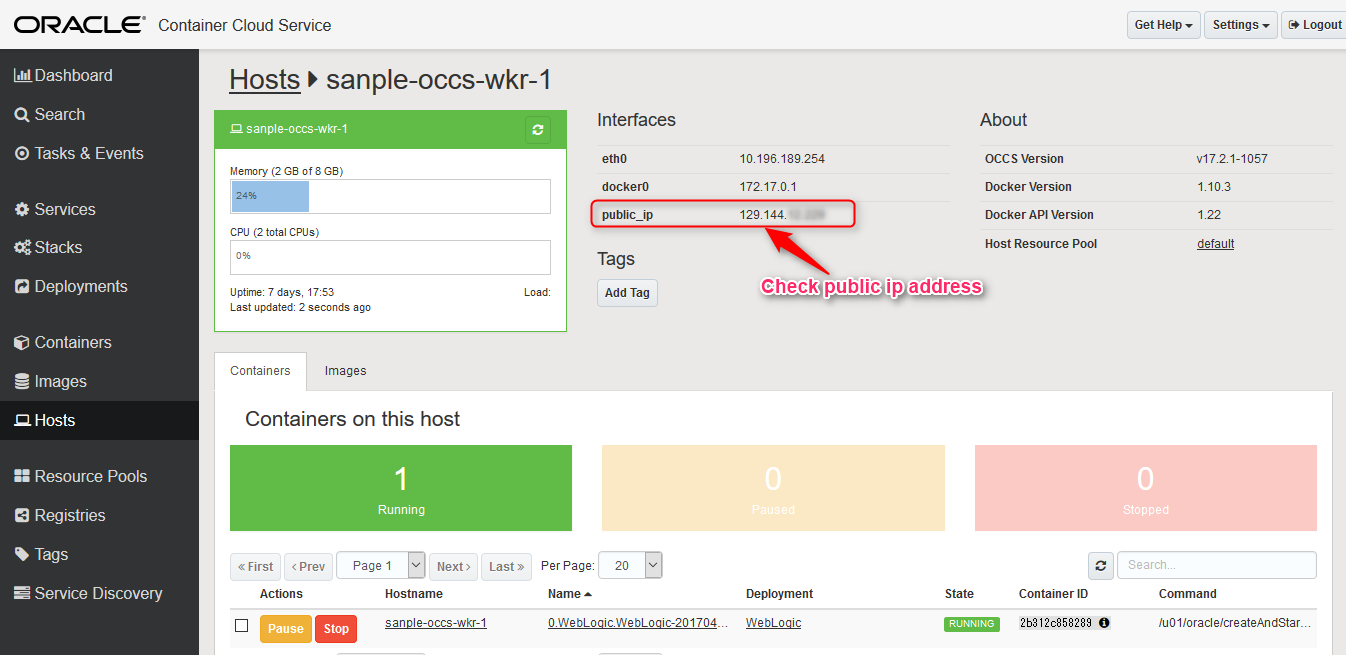 ORACLE® Container Cloud Service
Get Help Settings Logout
Dashboard
Search
Tasks & Events
Services
Stacks
Deployments
Containers
Images
Hosts
Resource Pools
Registries
Tags
Service Discovery
Hosts sanple-occs-wkr-1
sanple-occs-wkr-1
Memory (2 GB of 8 GB)
24%
CPU (2 total CPUs)
0%
Uptime: 7 days, 17:53 Load:
Last updated: 2 seconds ago
Interfaces
eth0 10.196.189.254
docker0 172.17.0.1
public_ip 129.144.
Check public ip address
Tags
Add Tag
About
OCCS Version v17.2.1-1057
Docker Version 1.10.3
Docker API Version 1.22
Host Resource Pool default
Containers Images
Containers on this host
1
Running
0
Paused
0
Stopped
« First ‹ Prev Page 1 Next › Last » Per Page: 20 Search...
Actions Hostname Name Deployment State Container ID Command
Pause Stop sanple-occs-wkr-1 0.WebLogic.WebLogic-201704... WebLogic RUNNING 2b312c858289 /u01/oracle/createAndStar...